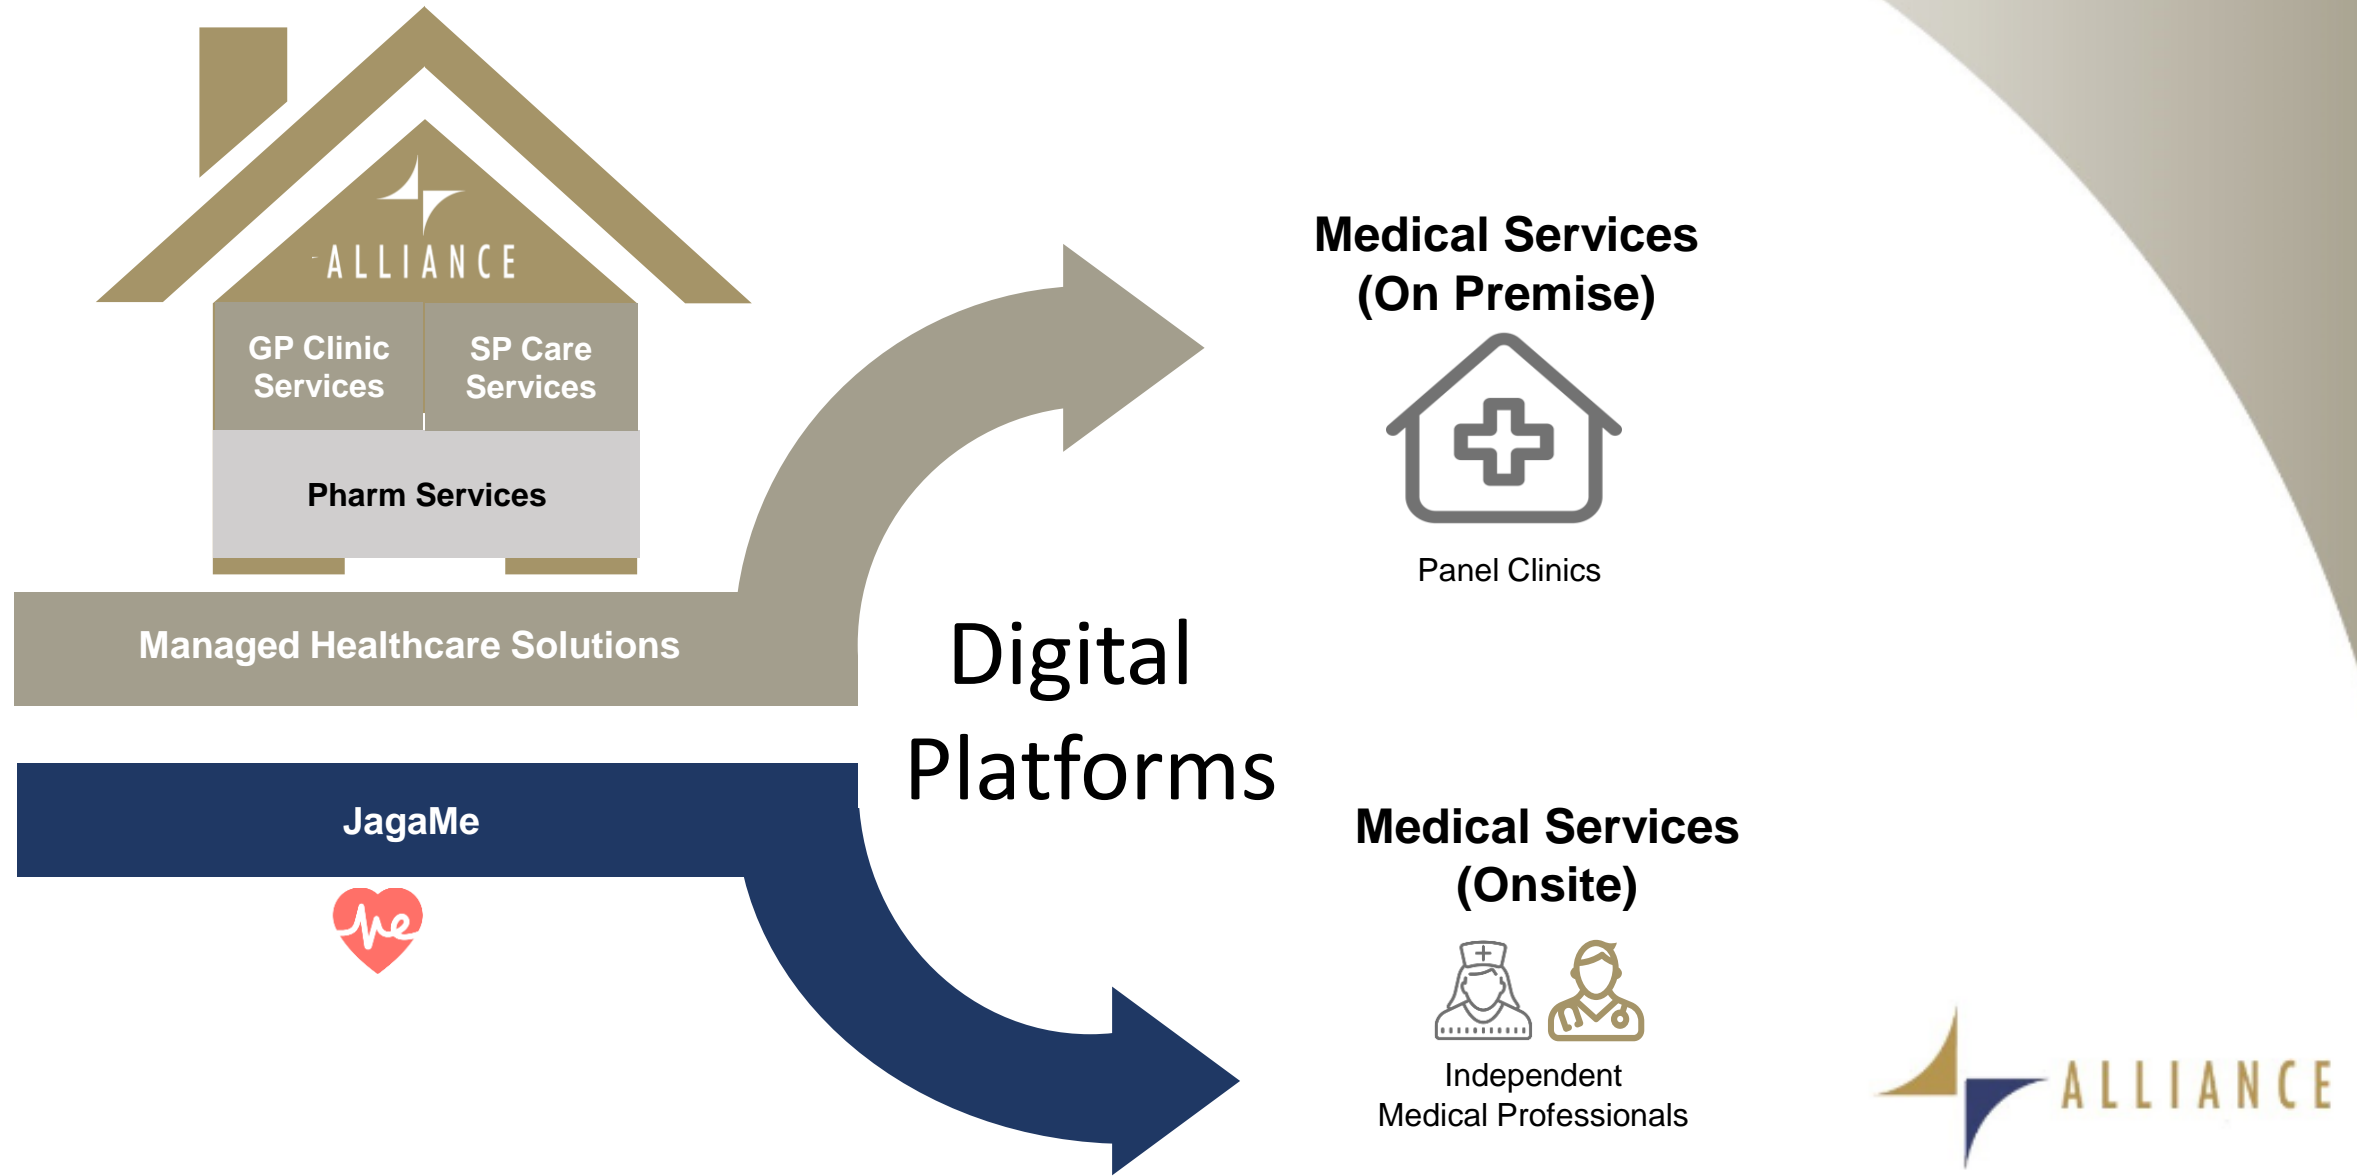 ALLIANCE
GP Clinic
Services
SP Care
Services
Pharm Services
Managed Healthcare Solutions
JagaMe
me
Digital
Platforms
Medical Services
(On Premise)
Panel Clinics
Medical Services
(Onsite)
Independent
Medical Professionals
ALLIANCE